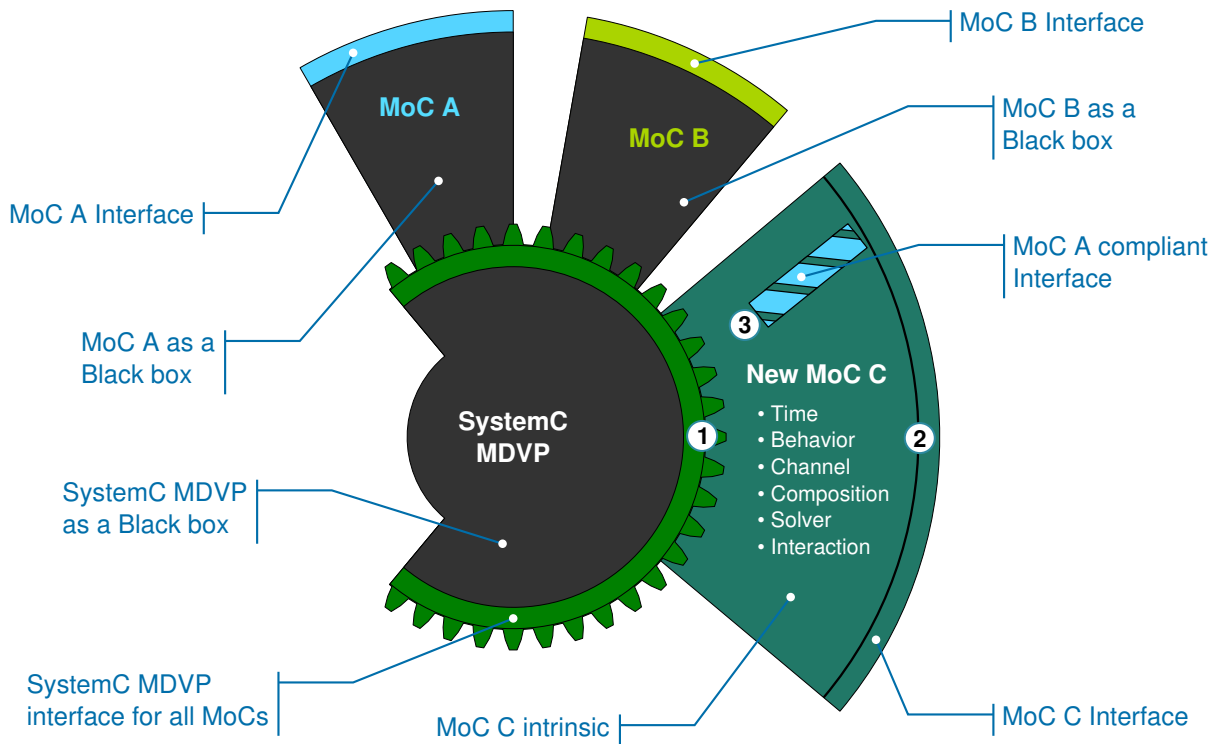 MoC B Interface
MoC A
MoC B
MoC B as a
Black box
MoC A Interface
MoC A compliant
Interface
3
MoC A as a
Black box
New MoC C
SystemC
MDVP
1
• Time
• Behavior
• Channel
• Composition
• Solver
• Interaction
2
SystemC MDVP
as a Black box
SystemC MDVP
interface for all MoCs
MoC C intrinsic
MoC C Interface